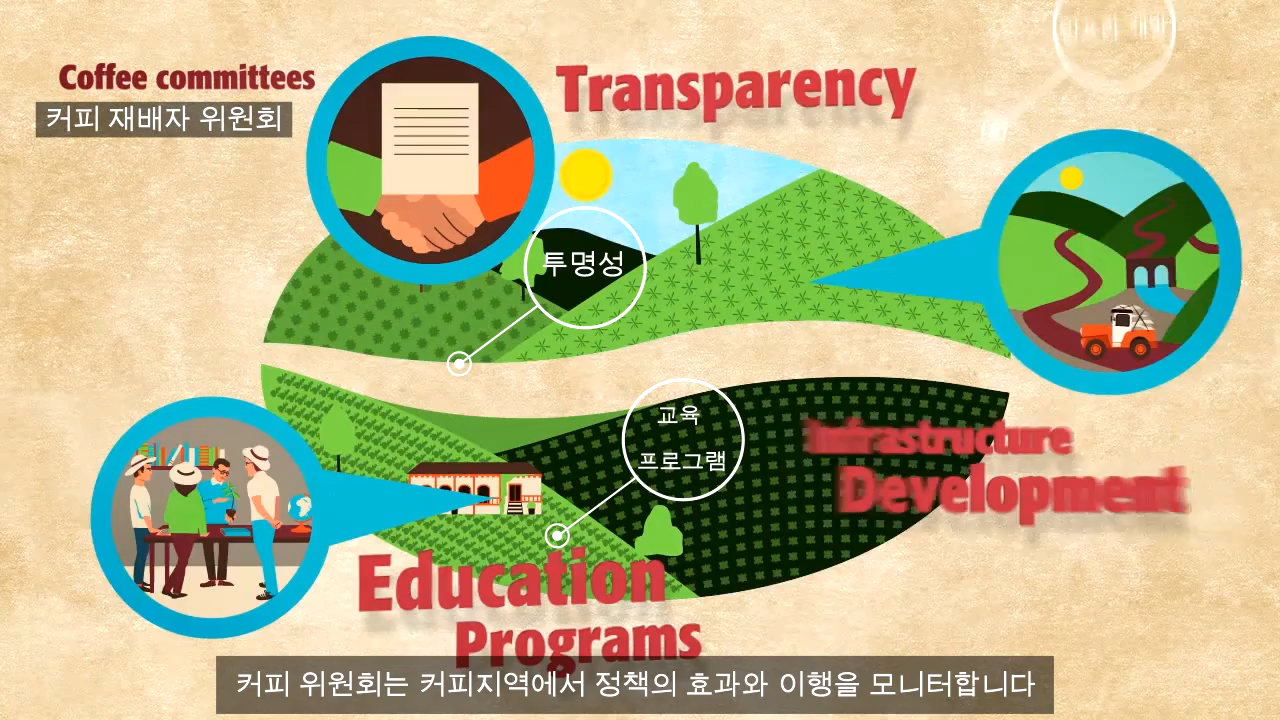 Coffee committees
커피 재배자 위원회
Transparency
투명성
교육
프로그램
Infrastructure
Development
Education
Programs
커피 위원회는 커피지역에서 정책의 효과와 이행을 모니터합니다